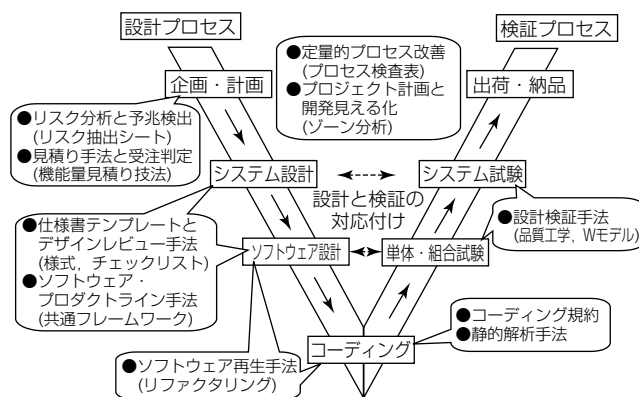 設計プロセス
検証プロセス
企画・計画
●定量的プロセス改善
(プロセス検査表)
●プロジェクト計画と
開発見える化
(ゾーン分析)
出荷・納品
●リスク分析と予兆検出
(リスク抽出シート)
●見積り手法と受注判定
(機能量見積り技法)
システム設計
システム試験
設計と検証の
対応付け
●仕様書テンプレートと
デザインレビュー手法
(様式，チェックリスト)
●ソフトウェア・
プロダクトライン手法
(共通フレームワーク)
ソフトウェア設計
単体・組合試験
●設計検証手法
(品質工学，Wモデル)
●ソフトウェア再生手法
(リファクタリング)
コーディング
●コーディング規約
●静的解析手法